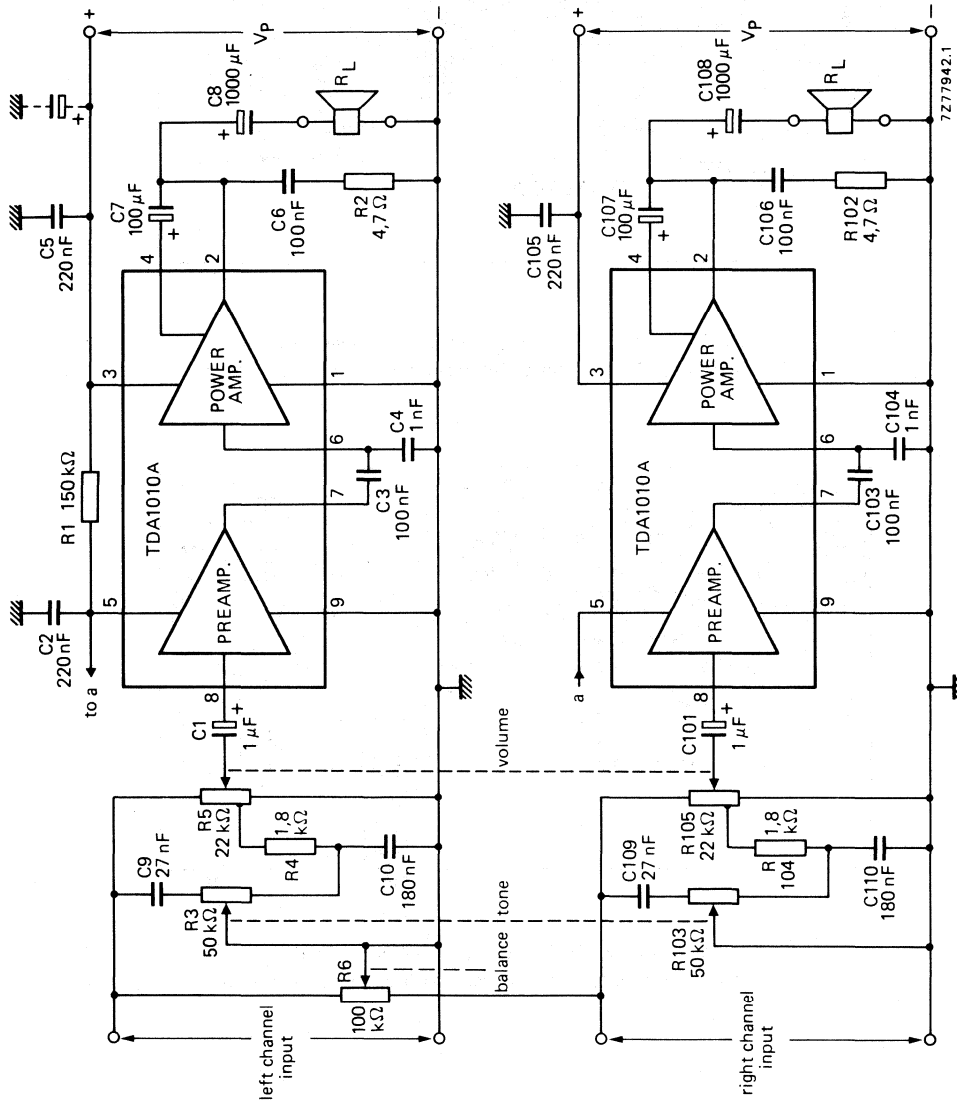 left channel
input
100
kΩ
R6
balance
R3
50 kΩ
tone
C9
27 nF
R4
1,8
kΩ
C10
180 nF
R5
22 kΩ
volume
C1
1 µF
+
8
to a
C2
220 nF
5
PREAMP.
9
R1 150 kΩ
TDA1010A
7
C3
100 nF
6
C4
1 nF
3
POWER
AMP.
1
4
2
C5
220 nF
C7
100 µF
+
C6
100 nF
R2
4,7 Ω
+
C8
1000 µF
RL
+
+
VP
−
right channel
input
R103
50 kΩ
C109
27 nF
R
104
1,8
kΩ
C110
180 nF
R105
22 kΩ
C101
1 µF
+
8
a
5
PREAMP.
9
TDA1010A
7
C103
100 nF
6
C104
1 nF
3
POWER
AMP.
1
4
2
C105
220 nF
C107
100 µF
+
C106
100 nF
R102
4,7 Ω
+
C108
1000 µF
RL
+
VP
−
7Z77942.1